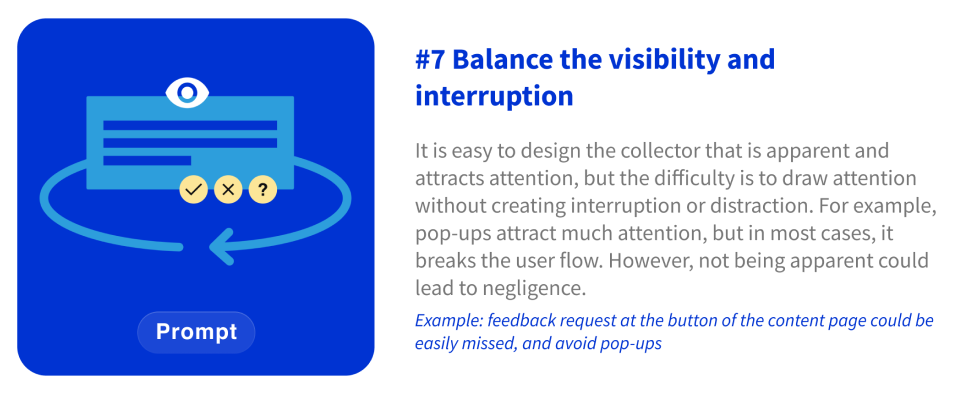 #7 Balance the visibility and
interruption
It is easy to design the collector that is apparent and
attracts attention, but the difficulty is to draw attention
without creating interruption or distraction. For example,
pop-ups attract much attention, but in most cases, it
breaks the user flow. However, not being apparent could
lead to negligence.
Example: feedback request at the button of the content page could be
easily missed, and avoid pop-ups
?
Prompt